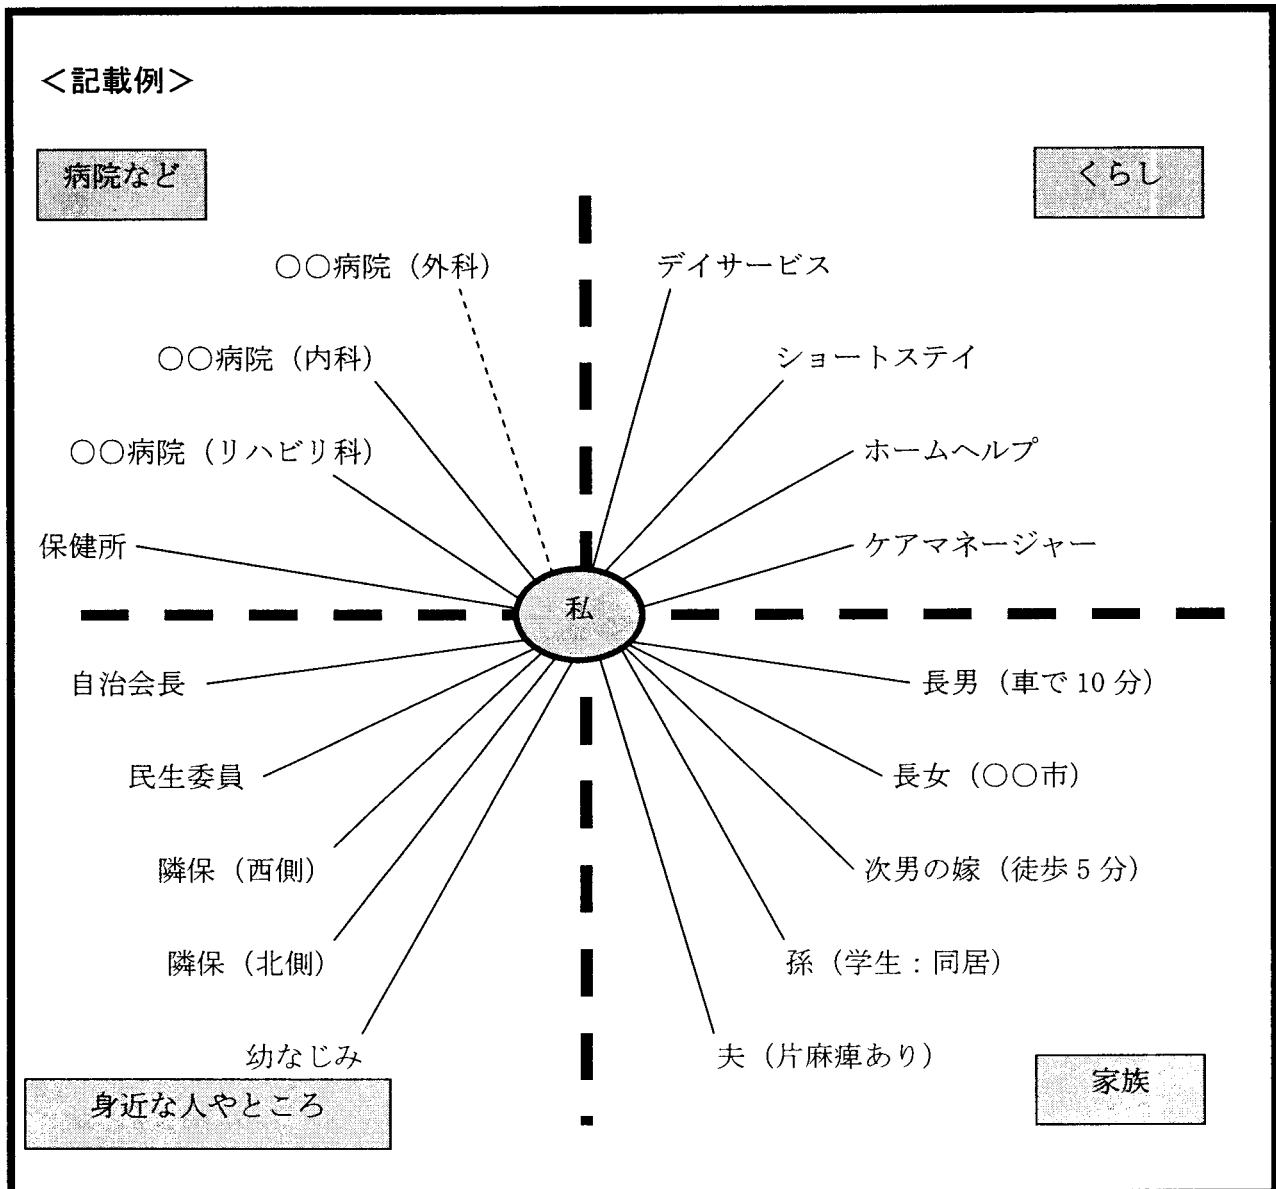 ＜記載例＞
病院など
くらし
○○病院（外科）
デイサービス
○○病院（内科）
ショートステイ
○○病院（リハビリ科）
ホームヘルプ
保健所
ケアマネージャー
私
自治会長
長男（車で 10 分）
民生委員
長女（○○市）
隣保（西側）
次男の嫁（徒歩 5 分）
隣保（北側）
孫（学生：同居）
幼なじみ
夫（片麻痺あり）
身近な人やところ
家族